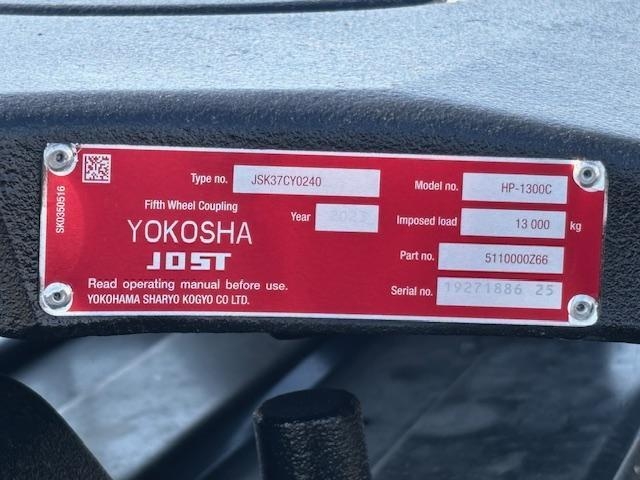 SK0350516
Type no. JSK37CY0240
Model no. HP-1300C
Fifth Wheel Coupling
Year 2023
Imposed load 13 000 kg
YOKOSHA
JOST
Part no. 5110000Z66
Read operating manual before use.
Serial no. 19271886 25
YOKOHAMA SHARYO KOGYO CO LTD.